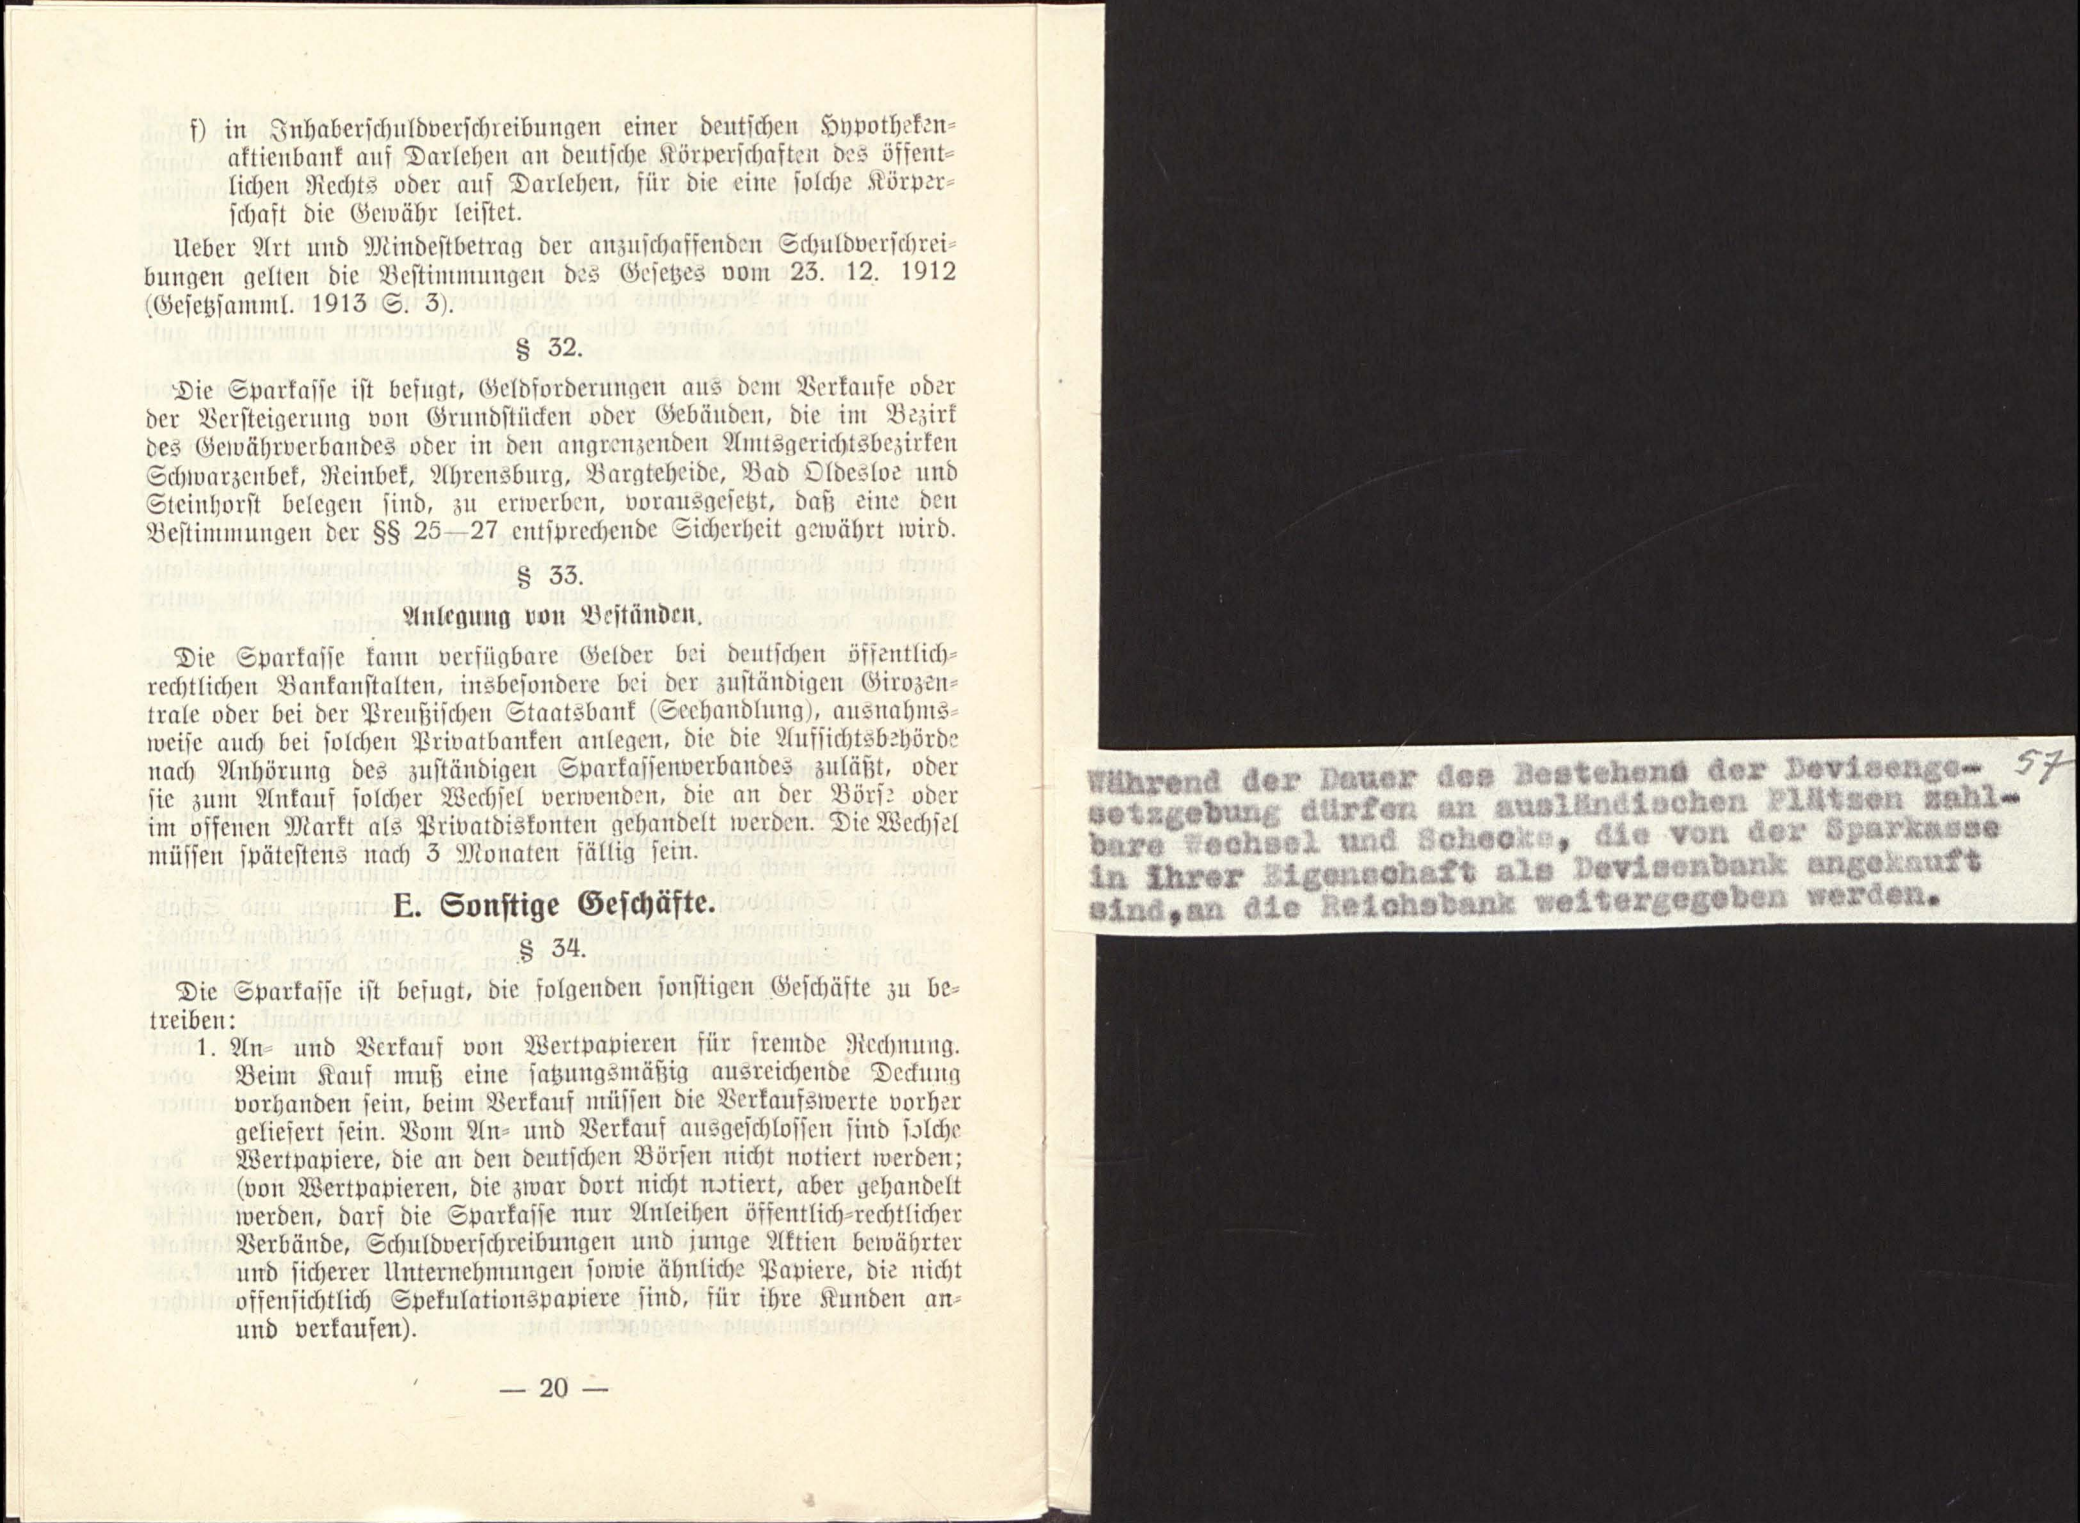 f) in Inhaberschuldverschreibungen einer deutschen Hypotheken-
aktienbank auf Darlehen an deutsche Körperschaften des öffent-
lichen Rechts oder auf Darlehen, für die eine solche Körper-
schaft die Gewähr leistet.
Ueber Art und Mindestbetrag der anzuschaffenden Schuldverschrei-
bungen gelten die Bestimmungen des Gesetzes vom 23. 12. 1912
(Gesetzsamml. 1913 S. 3).
§ 32.
Die Sparkasse ist befugt, Geldforderungen aus dem Verkaufe oder
der Versteigerung von Grundstücken oder Gebäuden, die im Bezirk
des Gewährverbandes oder in den angrenzenden Amtsgerichtsbezirken
Schwarzenbek, Reinbek, Ahrensburg, Bargteheide, Bad Oldesloe und
Steinhorst belegen sind, zu erwerben, vorausgesetzt, daß eine den
Bestimmungen der §§ 25—27 entsprechende Sicherheit gewährt wird.
§ 33.
Anlegung von Beständen.
Die Sparkasse kann verfügbare Gelder bei deutschen öffentlich-
rechtlichen Bankanstalten, insbesondere bei der zuständigen Girozen-
trale oder bei der Preußischen Staatsbank (Seehandlung), ausnahms-
weise auch bei solchen Privatbanken anlegen, die die Aufsichtsbehörde
nach Anhörung des zuständigen Sparkassenverbandes zuläßt, oder
sie zum Ankauf solcher Wechsel verwenden, die an der Börse oder
im offenen Markt als Privatdiskonten gehandelt werden. Die Wechsel
müssen spätestens nach 3 Monaten fällig sein.
E. Sonstige Geschäfte.
§ 34.
Die Sparkasse ist befugt, die folgenden sonstigen Geschäfte zu be-
treiben:
1. An- und Verkauf von Wertpapieren für fremde Rechnung.
Beim Kauf muß eine satzungsmäßig ausreichende Deckung
vorhanden sein, beim Verkauf müssen die Verkaufswerte vorher
geliefert sein. Vom An- und Verkauf ausgeschlossen sind solche
Wertpapiere, die an den deutschen Börsen nicht notiert werden;
(von Wertpapieren, die zwar dort nicht notiert, aber gehandelt
werden, darf die Sparkasse nur Anleihen öffentlich-rechtlicher
Verbände, Schuldverschreibungen und junge Aktien bewährter
und sicherer Unternehmungen sowie ähnliche Papiere, die nicht
offensichtlich Spekulationspapiere sind, für ihre Kunden an-
und verkaufen).
— 20 —
57
Während der Dauer des Bestehens der Devisenge-
setzgebung dürfen an ausländischen Plätzen zahl-
bare Wechsel und Schecks, die von der Sparkasse
in ihrer Eigenschaft als Devisenbank angekauft
sind,an die Reichsbank weitergegeben werden.